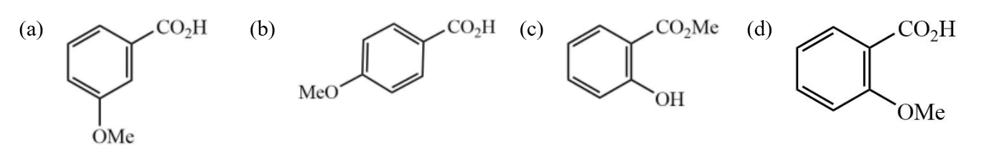 (a) CO₂H OMe
(b) CO₂H MeO
(c) CO₂Me OH
(d) CO₂H OMe